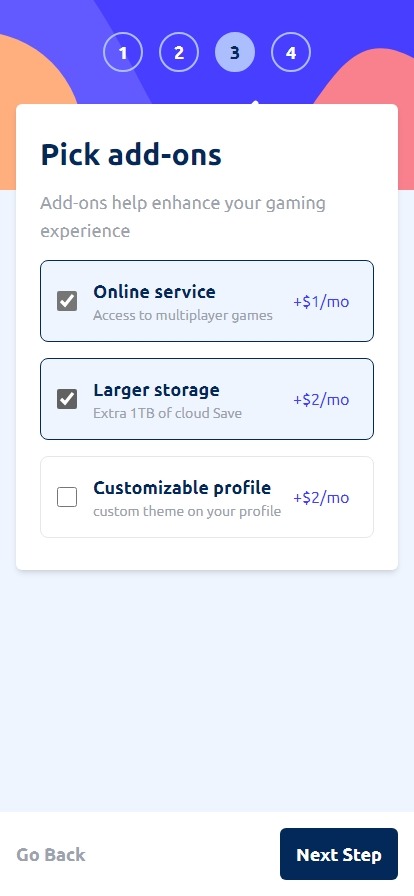 1 2 3 4
Pick add-ons
Add-ons help enhance your gaming
experience
Online service
Access to multiplayer games
+$1/mo
Larger storage
Extra 1TB of cloud Save
+$2/mo
Customizable profile
custom theme on your profile
+$2/mo
Go Back
Next Step